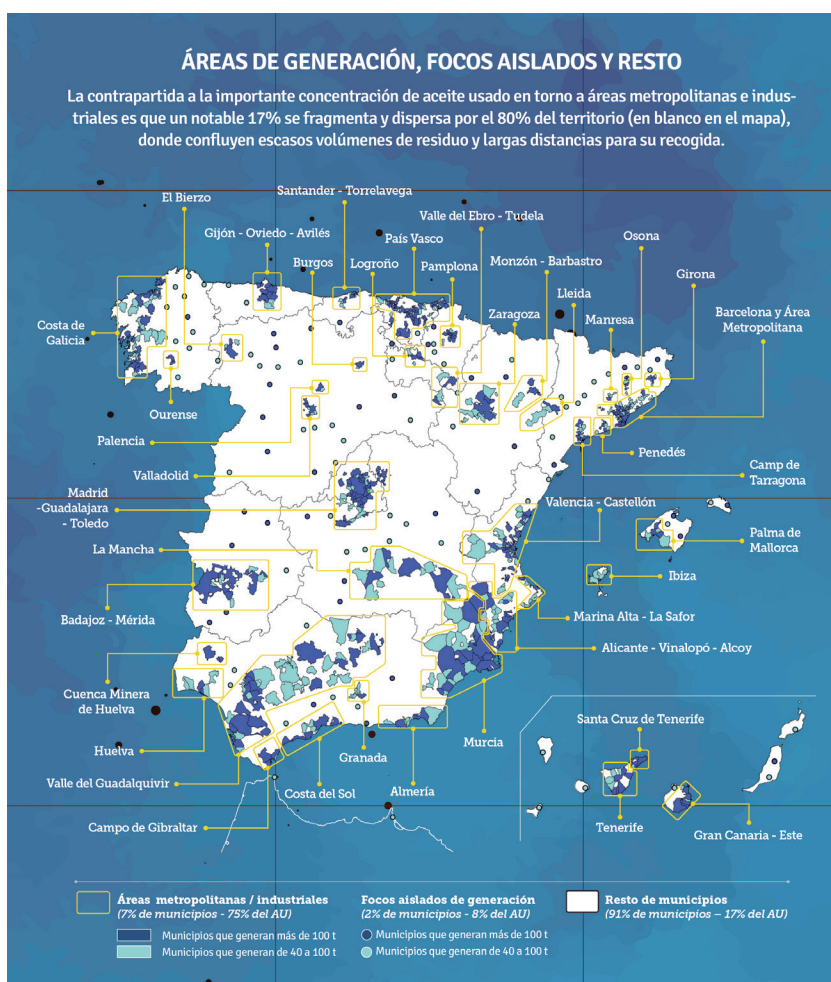 ÁREAS DE GENERACIÓN, FOCOS AISLADOS Y RESTO
La contrapartida a la importante concentración de aceite usado en torno a áreas metropolitanas e indus-
triales es que un notable 17% se fragmenta y dispersa por el 80% del territorio (en blanco en el mapa),
donde confluyen escasos volúmenes de residuo y largas distancias para su recogida.
Santander - Torrelavega
El Bierzo
Valle del Ebro - Tudela
Gijón - Oviedo - Avilés
País Vasco
Osona
Burgos
Logroño
Pamplona
Monzón - Barbastro
Girona
Lleida
Zaragoza
Manresa
Barcelona y Área
Metropolitana
Costa de
Galicia
Ourense
Palencia
Penedés
Valladolid
Camp de
Tarragona
Madrid
-Guadalajara
- Toledo
Valencia - Castellón
La Mancha
Palma de
Mallorca
Ibiza
Badajoz - Mérida
Marina Alta - La Safor
Alicante - Vinalopó - Alcoy
Cuenca Minera
de Huelva
Santa Cruz de Tenerife
Murcia
Huelva
Granada
Valle del Guadalquivir
Costa del Sol
Almería
Campo de Gibraltar
Tenerife
Gran Canaria - Este
Áreas metropolitanas / industriales
(7% de municipios - 75% del AU)
Municipios que generan más de 100 t
Municipios que generan de 40 a 100 t
Focos aislados de generación
(2% de municipios - 8% del AU)
Municipios que generan más de 100 t
Municipios que generan de 40 a 100 t
Resto de municipios
(91% de municipios – 17% del AU)